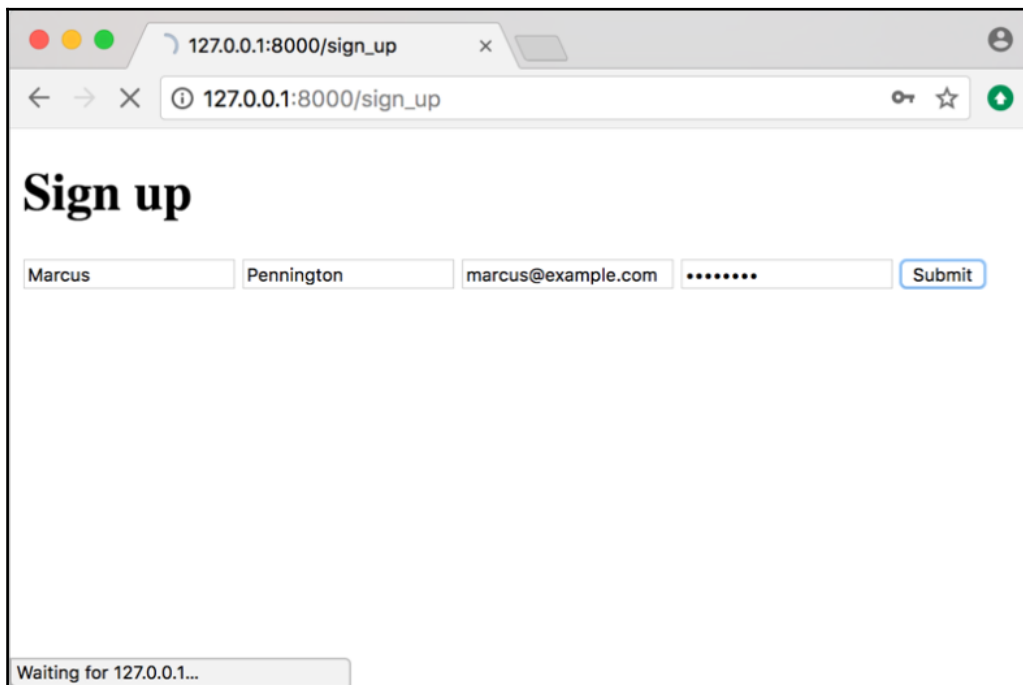 127.0.0.1:8000/sign_up
127.0.0.1:8000/sign_up
Sign up
Marcus Pennington marcus@example.com •••••••• Submit
Waiting for 127.0.0.1...